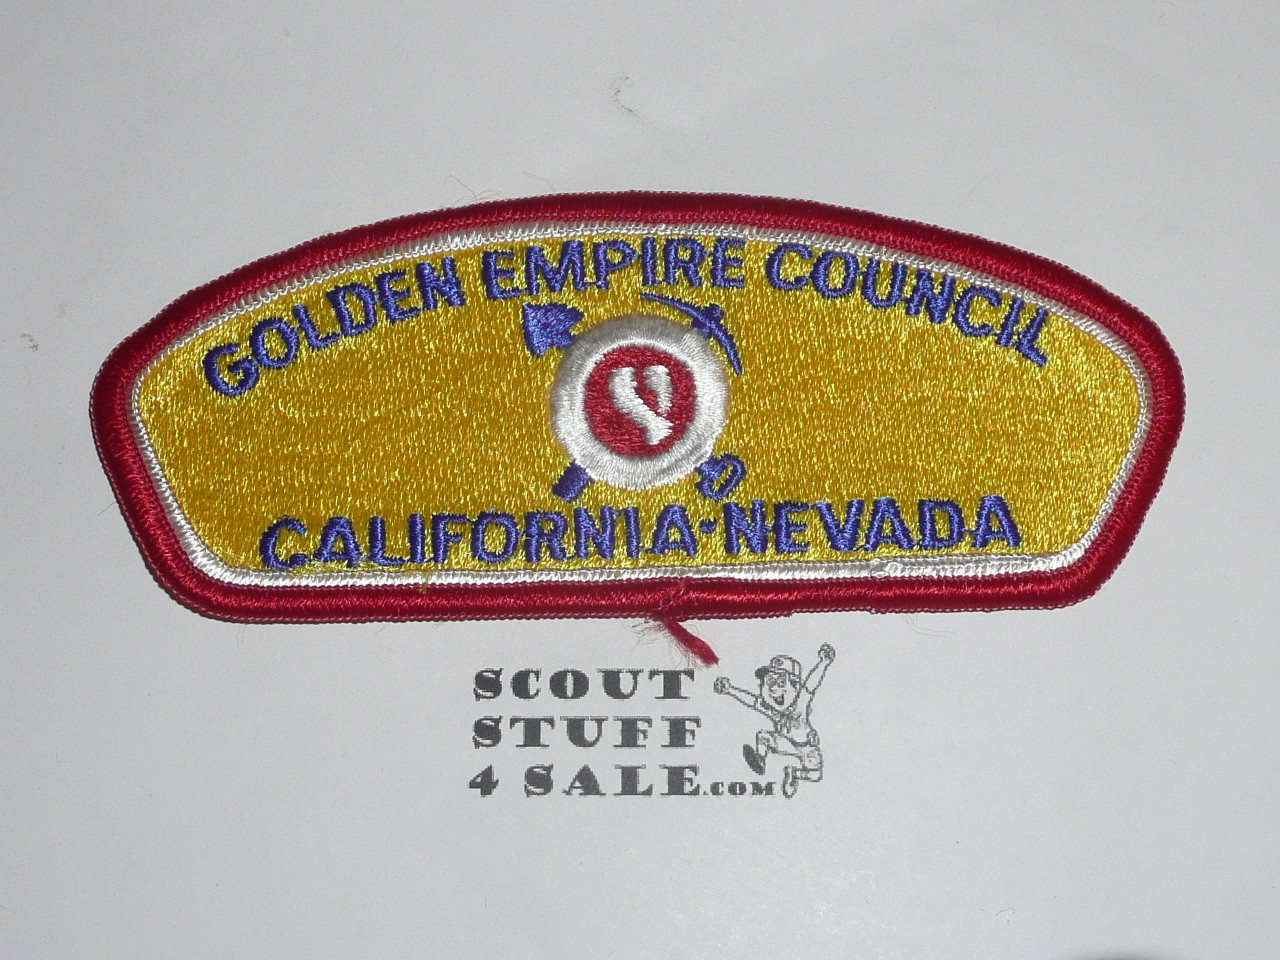 GOLDEN EMPIRE COUNCIL
CALIFORNIA-NEVADA
SCOUT
STUFF
4 SALE.COM